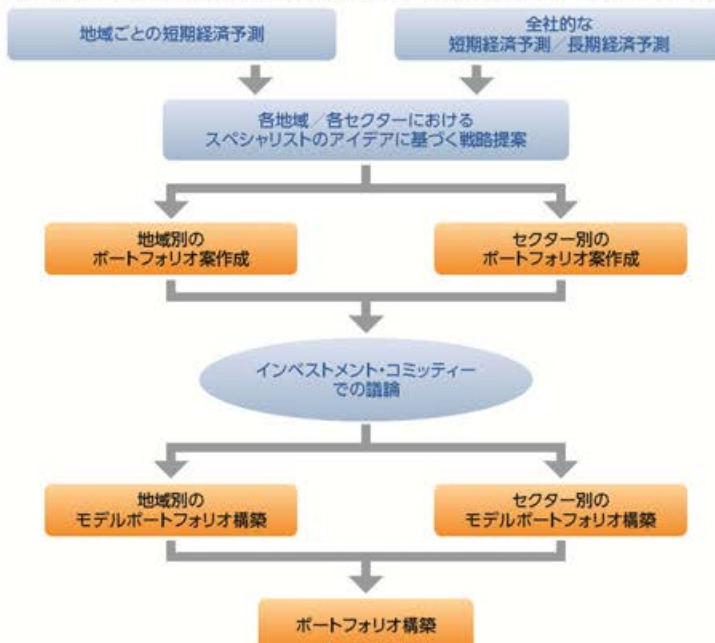 地域ごとの短期経済予測
全社的な
短期経済予測／長期経済予測
各地域／各セクターにおける
スペシャリストのアイデアに基づく戦略提案
地域別の
ポートフォリオ案作成
セクター別の
ポートフォリオ案作成
インベストメント・コミッティー
での議論
地域別の
モデルポートフォリオ構築
セクター別の
モデルポートフォリオ構築
ポートフォリオ構築